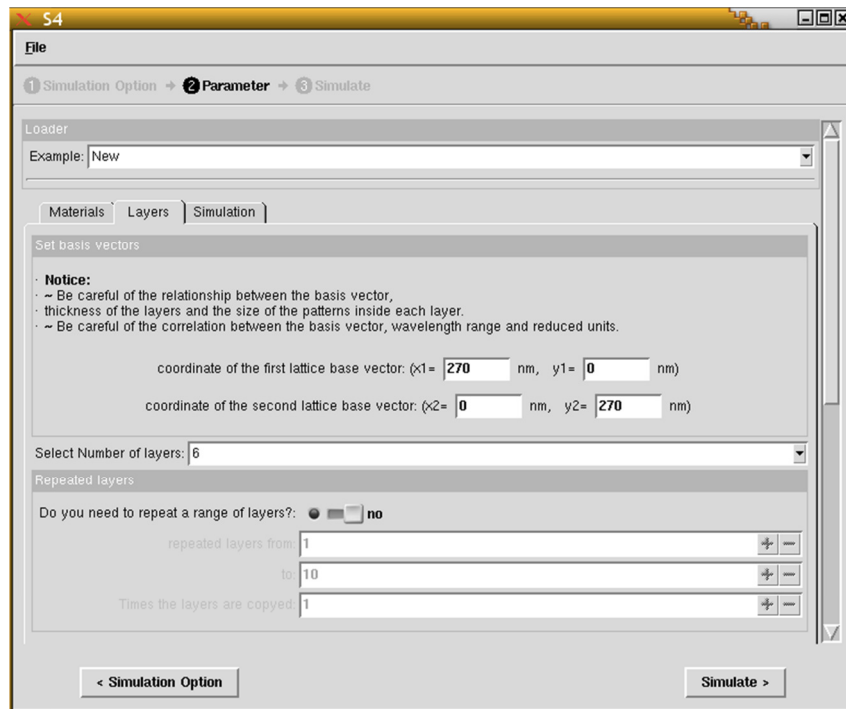 S4
File
1 Simulation Option → 2 Parameter → 3 Simulate
Loader
Example: New
Materials Layers Simulation
Set basis vectors
· Notice:
· ~ Be careful of the relationship between the basis vector,
· thickness of the layers and the size of the patterns inside each layer.
· ~ Be careful of the correlation between the basis vector, wavelength range and reduced units.
coordinate of the first lattice base vector: (x1= 270 nm, y1= 0 nm)
coordinate of the second lattice base vector: (x2= 0 nm, y2= 270 nm)
Select Number of layers: 6
Repeated layers
Do you need to repeat a range of layers?: no
repeated layers from: 1
to: 10
Times the layers are copyed: 1
< Simulation Option Simulate >